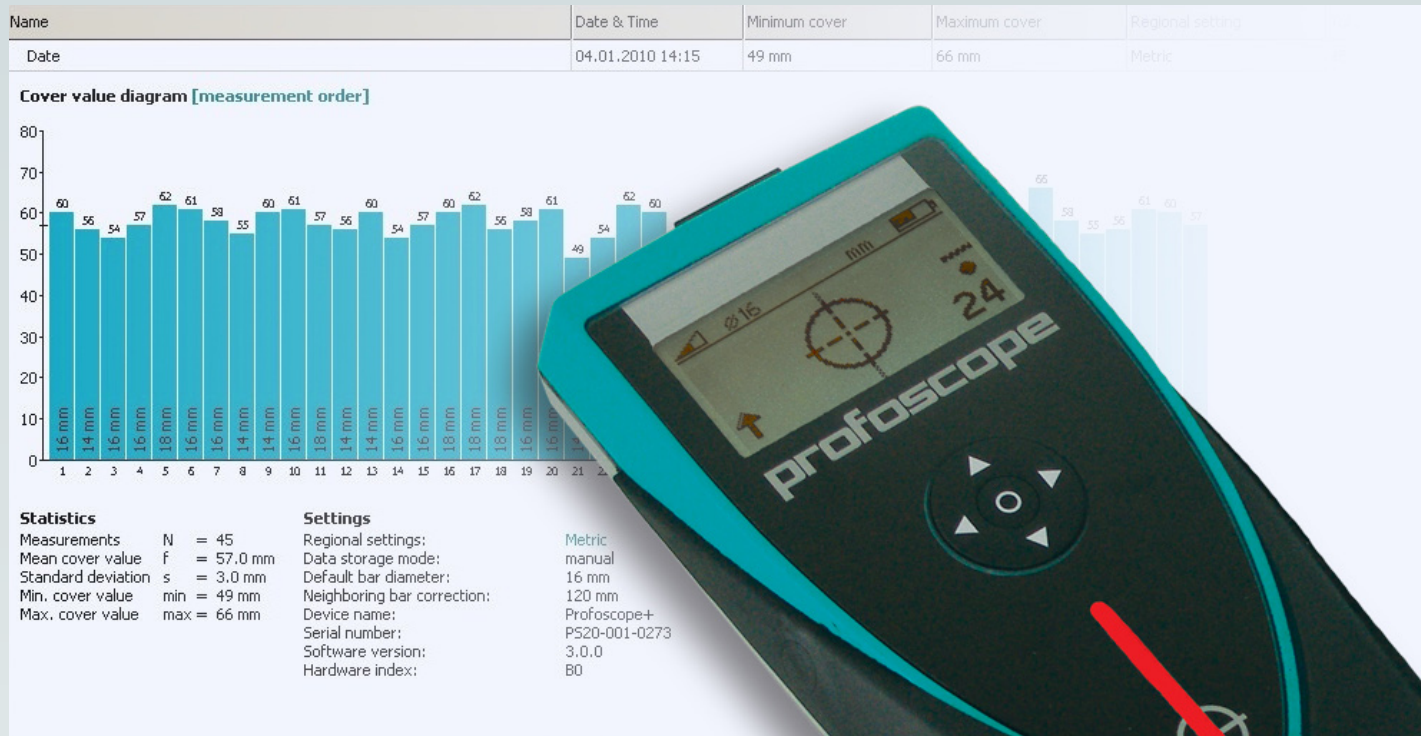 Name Date & Time Minimum cover Maximum cover Regional setting
Date 04.01.2010 14:15 49 mm 66 mm Metric
Cover value diagram [measurement order]
80
70
60
50
40
30
20
10
0
60 56 54 57 62 61 58 55 60 61 57 56 60 54 57 60 62 56 58 61 49 54 62 60
66 58 55 56 61 60 57
16 mm 14 mm 16 mm 16 mm 18 mm 16 mm 16 mm 14 mm 14 mm 16 mm 18 mm 14 mm 14 mm 14 mm 16 mm 18 mm 18 mm 16 mm 16 mm 16 mm
1 2 3 4 5 6 7 8 9 10 11 12 13 14 15 16 17 18 19 20 21
Statistics
Measurements N = 45
Mean cover value f = 57.0 mm
Standard deviation s = 3.0 mm
Min. cover value min = 49 mm
Max. cover value max = 66 mm
Settings
Regional settings: Metric
Data storage mode: manual
Default bar diameter: 16 mm
Neighboring bar correction: 120 mm
Device name: Profoscope+
Serial number: PS20-001-0273
Software version: 3.0.0
Hardware index: B0
mm
Ø16
24
profoscope